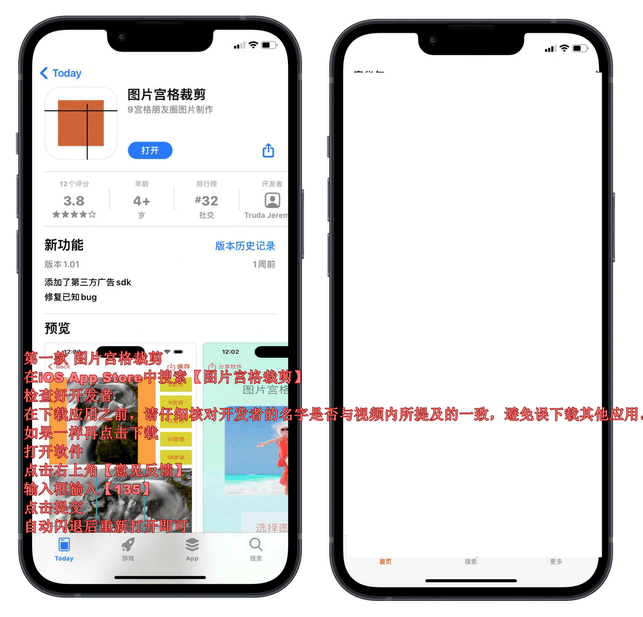 Today
图片宫格裁剪
9宫格朋友圈图片制作
打开
12个评分
年龄
排行榜
开发者
3.8
4+
#32
岁
社交
Truda Jerem
新功能
版本历史记录
版本 1.01
1周前
添加了第三方广告sdk
修复已知bug
预览
12:02
第一款 图片宫格裁剪
在IOS App Store中搜索【图片宫格裁剪】
检查好开发者
在下载应用之前，请仔细核对开发者的名字是否与视频内所提及的一致，避免误下载其他应用。
如果一样再点击下载
打开软件
点击右上角【意见反馈】
输入框输入【135】
点击提交
自动闪退后重新打开即可
选择图
Today
游戏
App
搜索
首页
搜索
更多